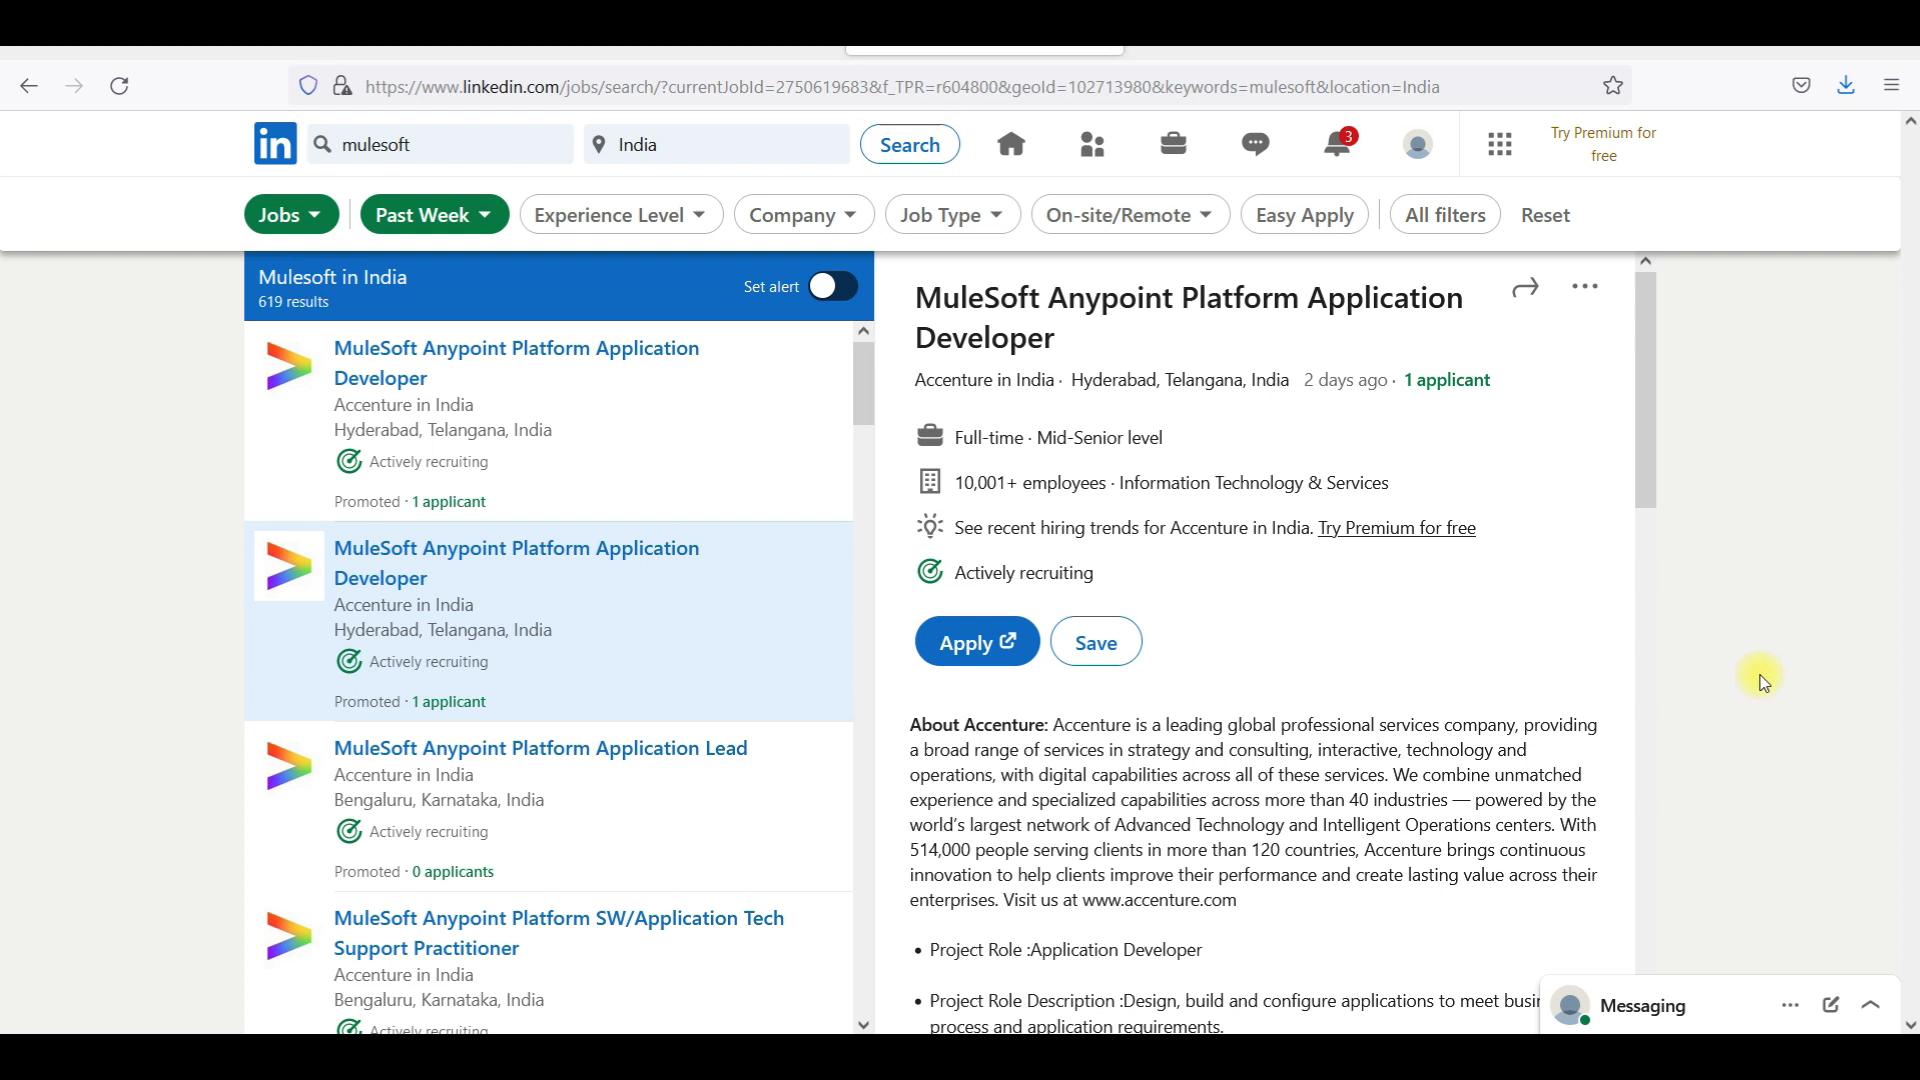 https://www.linkedin.com/jobs/search/?currentJobId=2750619683&f_TPR=r604800&geoId=102713980&keywords=mulesoft&location=India
in
mulesoft
India
Search
3
Try Premium for
free
Jobs
Past Week
Experience Level
Company
Job Type
On-site/Remote
Easy Apply
All filters
Reset
Mulesoft in India
619 results
Set alert
MuleSoft Anypoint Platform Application
Developer
Accenture in India
Hyderabad, Telangana, India
Actively recruiting
Promoted · 1 applicant
MuleSoft Anypoint Platform Application
Developer
Accenture in India
Hyderabad, Telangana, India
Actively recruiting
Promoted · 1 applicant
MuleSoft Anypoint Platform Application Lead
Accenture in India
Bengaluru, Karnataka, India
Actively recruiting
Promoted · 0 applicants
MuleSoft Anypoint Platform SW/Application Tech
Support Practitioner
Accenture in India
Bengaluru, Karnataka, India
Actively recruiting
MuleSoft Anypoint Platform Application
Developer
Accenture in India · Hyderabad, Telangana, India 2 days ago · 1 applicant
Full-time · Mid-Senior level
10,001+ employees · Information Technology & Services
See recent hiring trends for Accenture in India. Try Premium for free
Actively recruiting
Apply
Save
About Accenture: Accenture is a leading global professional services company, providing
a broad range of services in strategy and consulting, interactive, technology and
operations, with digital capabilities across all of these services. We combine unmatched
experience and specialized capabilities across more than 40 industries — powered by the
world's largest network of Advanced Technology and Intelligent Operations centers. With
514,000 people serving clients in more than 120 countries, Accenture brings continuous
innovation to help clients improve their performance and create lasting value across their
enterprises. Visit us at www.accenture.com
• Project Role :Application Developer
• Project Role Description :Design, build and configure applications to meet busi
process and application requirements.
Messaging